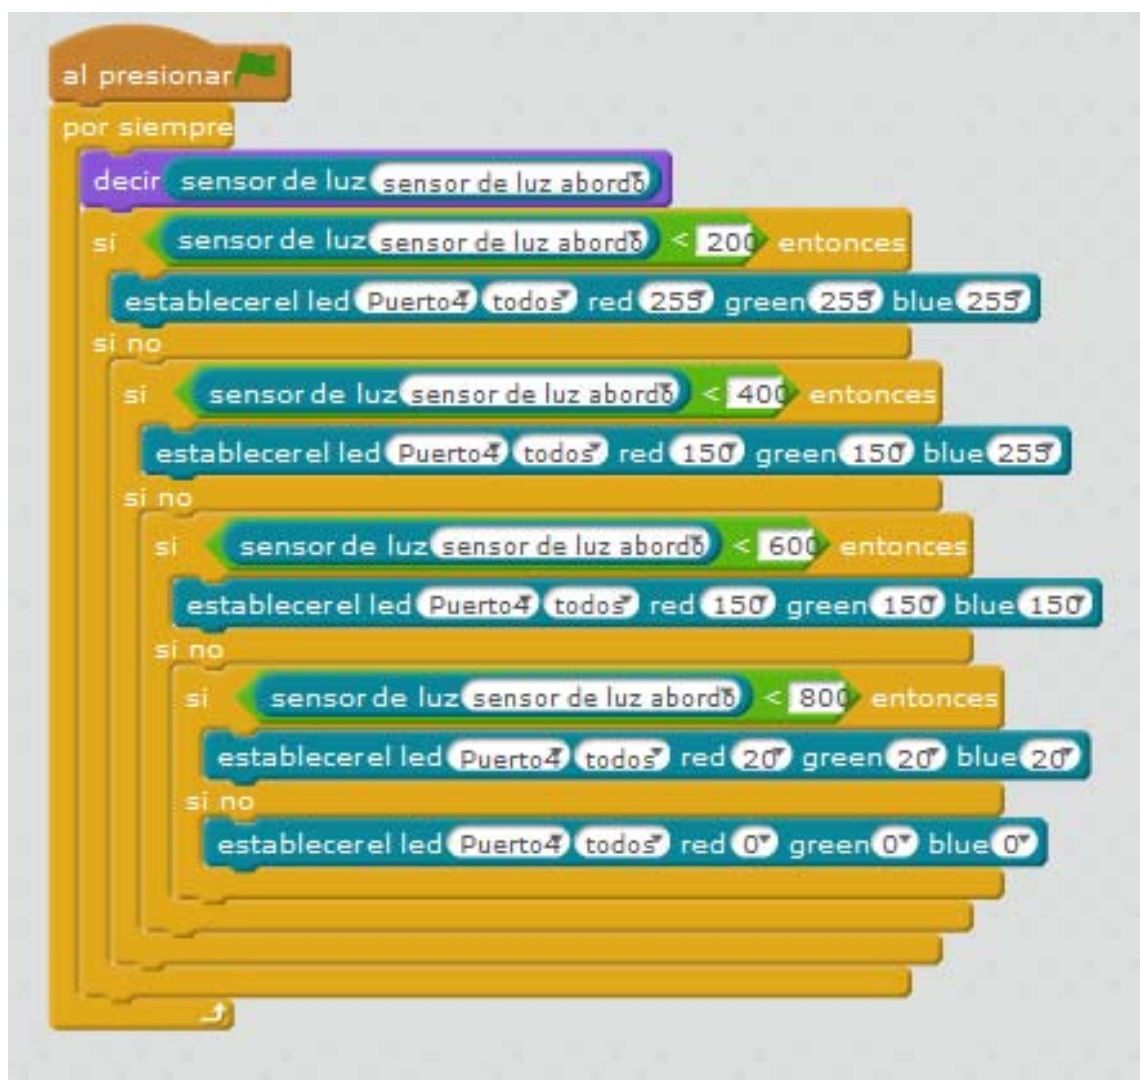 al presionar
por siempre
decir sensor de luz sensor de luz abordo
si sensor de luz sensor de luz abordo < 200 entonces
establecer el led Puerto4 todos red 255 green 255 blue 255
si no
si sensor de luz sensor de luz abordo < 400 entonces
establecer el led Puerto4 todos red 150 green 150 blue 255
si no
si sensor de luz sensor de luz abordo < 600 entonces
establecer el led Puerto4 todos red 150 green 150 blue 150
si no
si sensor de luz sensor de luz abordo < 800 entonces
establecer el led Puerto4 todos red 20 green 20 blue 20
si no
establecer el led Puerto4 todos red 0 green 0 blue 0